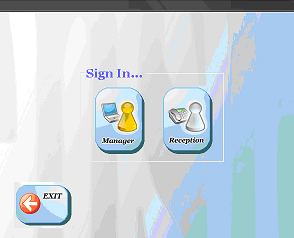 Sign In...
Manager
Reception
EXIT